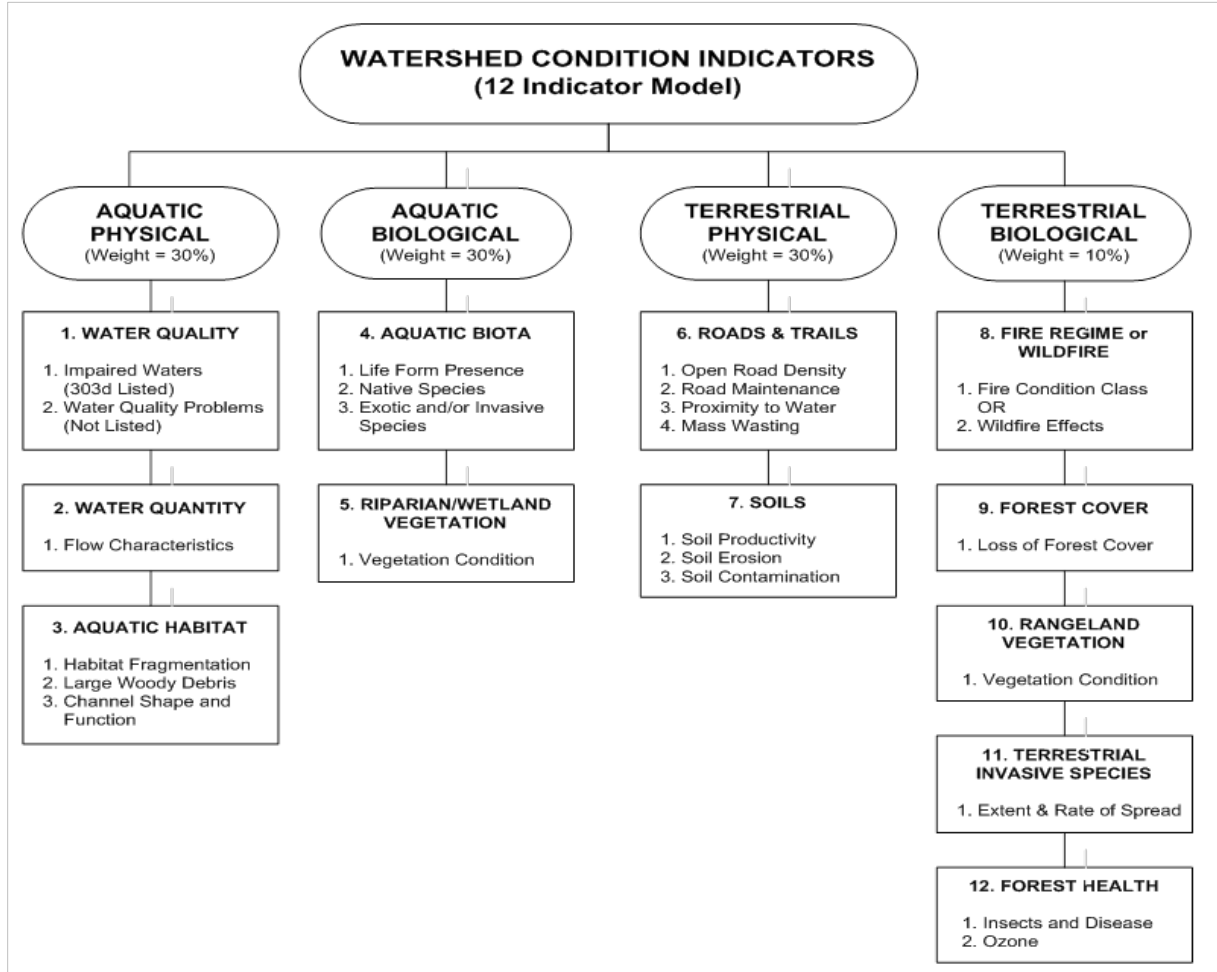 WATERSHED CONDITION INDICATORS
(12 Indicator Model)
AQUATIC
PHYSICAL
(Weight = 30%)
1. WATER QUALITY
1. Impaired Waters
(303d Listed)
2. Water Quality Problems
(Not Listed)
2. WATER QUANTITY
1. Flow Characteristics
3. AQUATIC HABITAT
1. Habitat Fragmentation
2. Large Woody Debris
3. Channel Shape and
Function
AQUATIC
BIOLOGICAL
(Weight = 30%)
4. AQUATIC BIOTA
1. Life Form Presence
2. Native Species
3. Exotic and/or Invasive
Species
5. RIPARIAN/WETLAND
VEGETATION
1. Vegetation Condition
TERRESTRIAL
PHYSICAL
(Weight = 30%)
6. ROADS & TRAILS
1. Open Road Density
2. Road Maintenance
3. Proximity to Water
4. Mass Wasting
7. SOILS
1. Soil Productivity
2. Soil Erosion
3. Soil Contamination
TERRESTRIAL
BIOLOGICAL
(Weight = 10%)
8. FIRE REGIME or
WILDFIRE
1. Fire Condition Class
OR
2. Wildfire Effects
9. FOREST COVER
1. Loss of Forest Cover
10. RANGELAND
VEGETATION
1. Vegetation Condition
11. TERRESTRIAL
INVASIVE SPECIES
1. Extent & Rate of Spread
12. FOREST HEALTH
1. Insects and Disease
2. Ozone